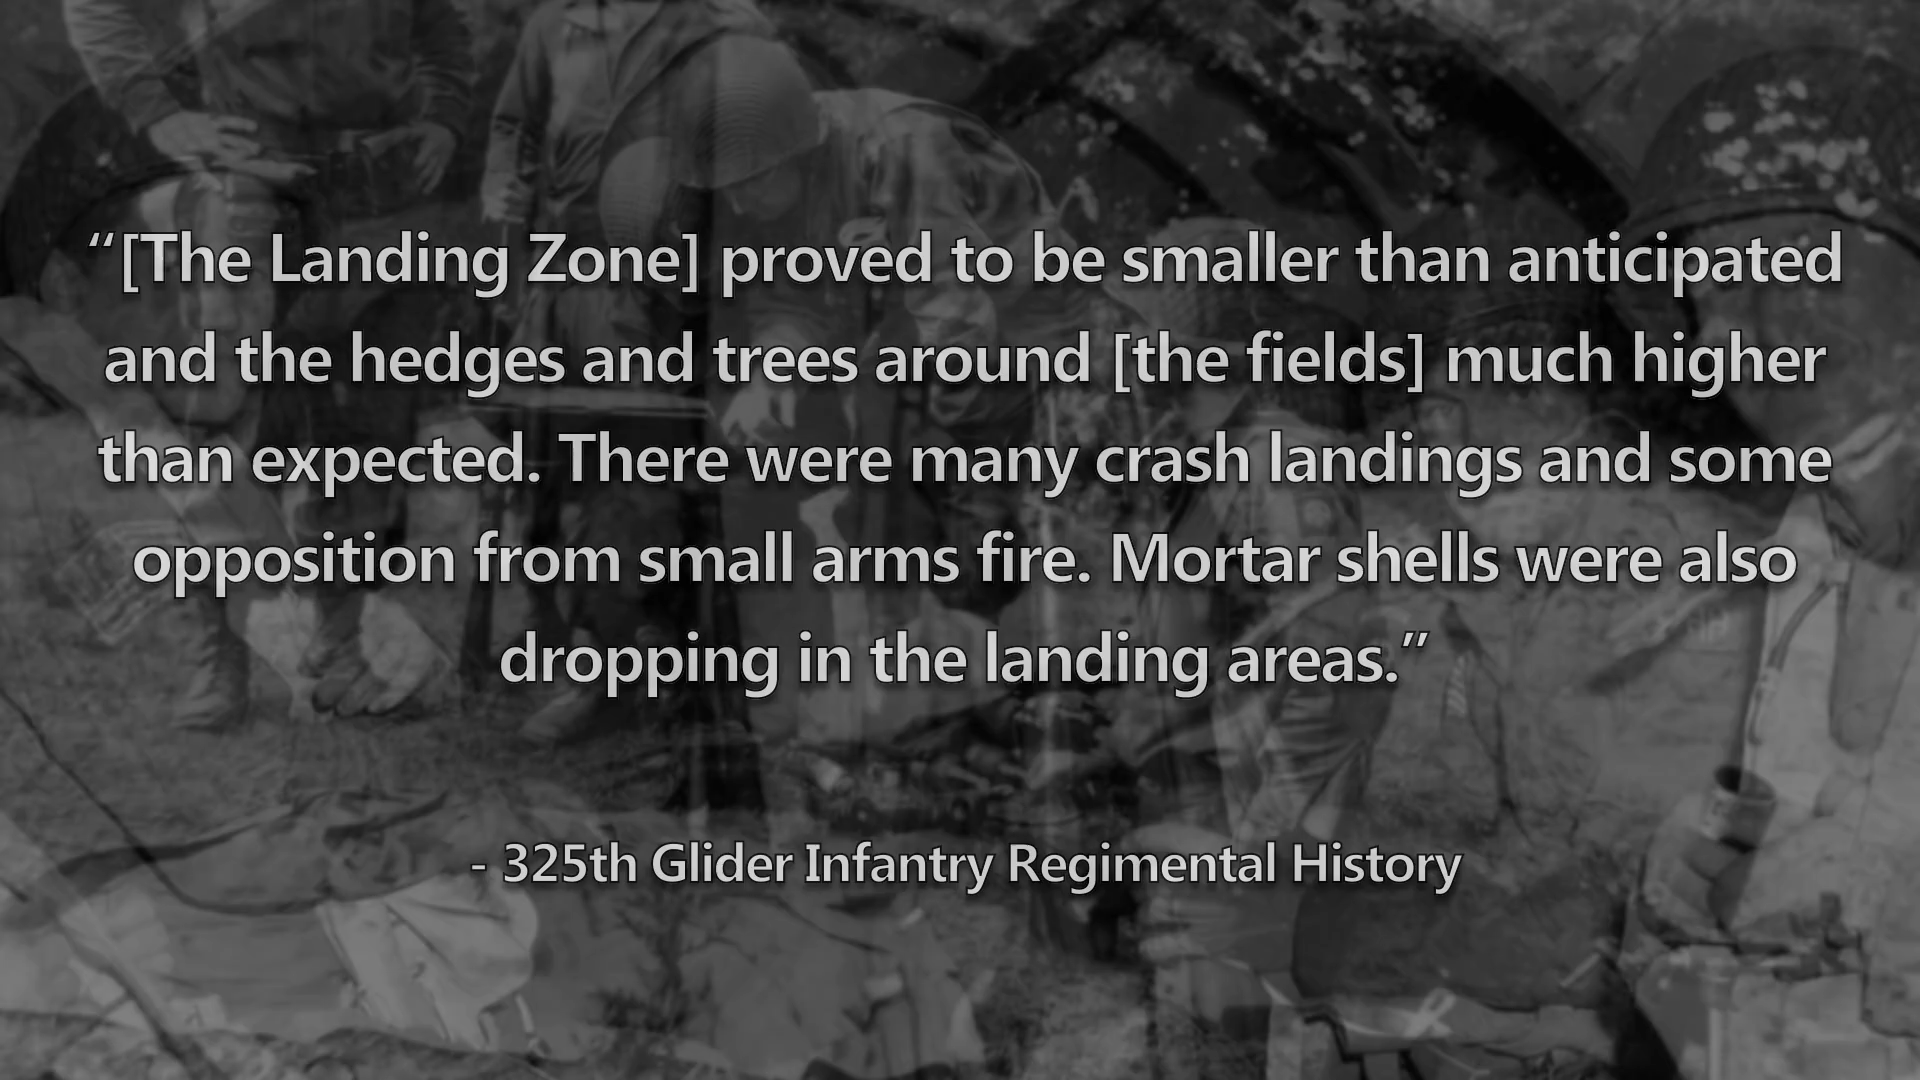 “[The Landing Zone] proved to be smaller than anticipated
and the hedges and trees around [the fields] much higher
than expected. There were many crash landings and some
opposition from small arms fire. Mortar shells were also
dropping in the landing areas.”
- 325th Glider Infantry Regimental History